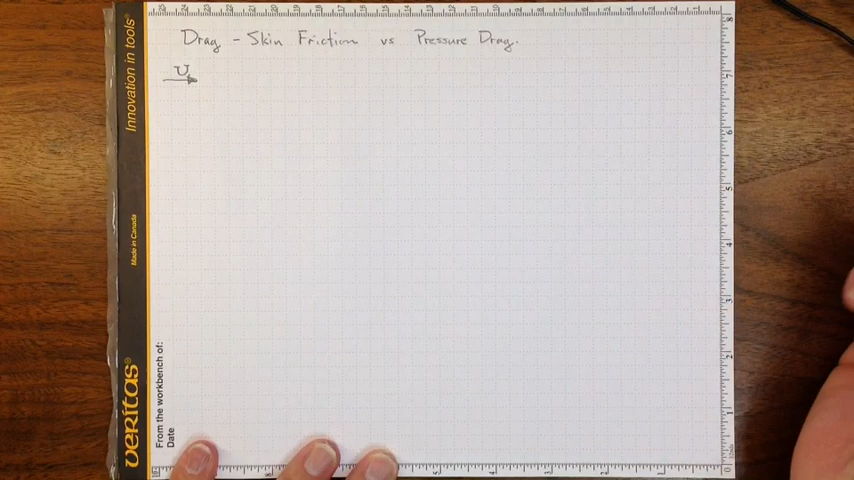 Drag - Skin Friction vs Pressure Drag.
U
Innovation in tools®
Made in Canada
veritas®
From the workbench of:
Date